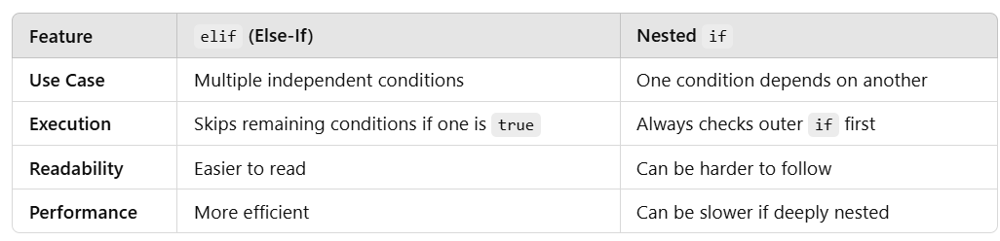 Feature elif (Else-If) Nested if
Use Case Multiple independent conditions One condition depends on another
Execution Skips remaining conditions if one is true Always checks outer if first
Readability Easier to read Can be harder to follow
Performance More efficient Can be slower if deeply nested